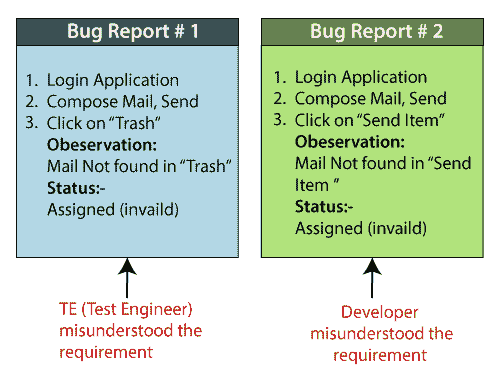 Bug Report # 1
1. Login Application
2. Compose Mail, Send
3. Click on “Trash”
Obeservation:
Mail Not found in “Trash”
Status:-
Assigned (invaild)
TE (Test Engineer)
misunderstood the
requirement
Bug Report # 2
1. Login Application
2. Compose Mail, Send
3. Click on “Send Item”
Obeservation:
Mail Not found in “Send
Item ”
Status:-
Assigned (invaild)
Developer
misunderstood the
requirement